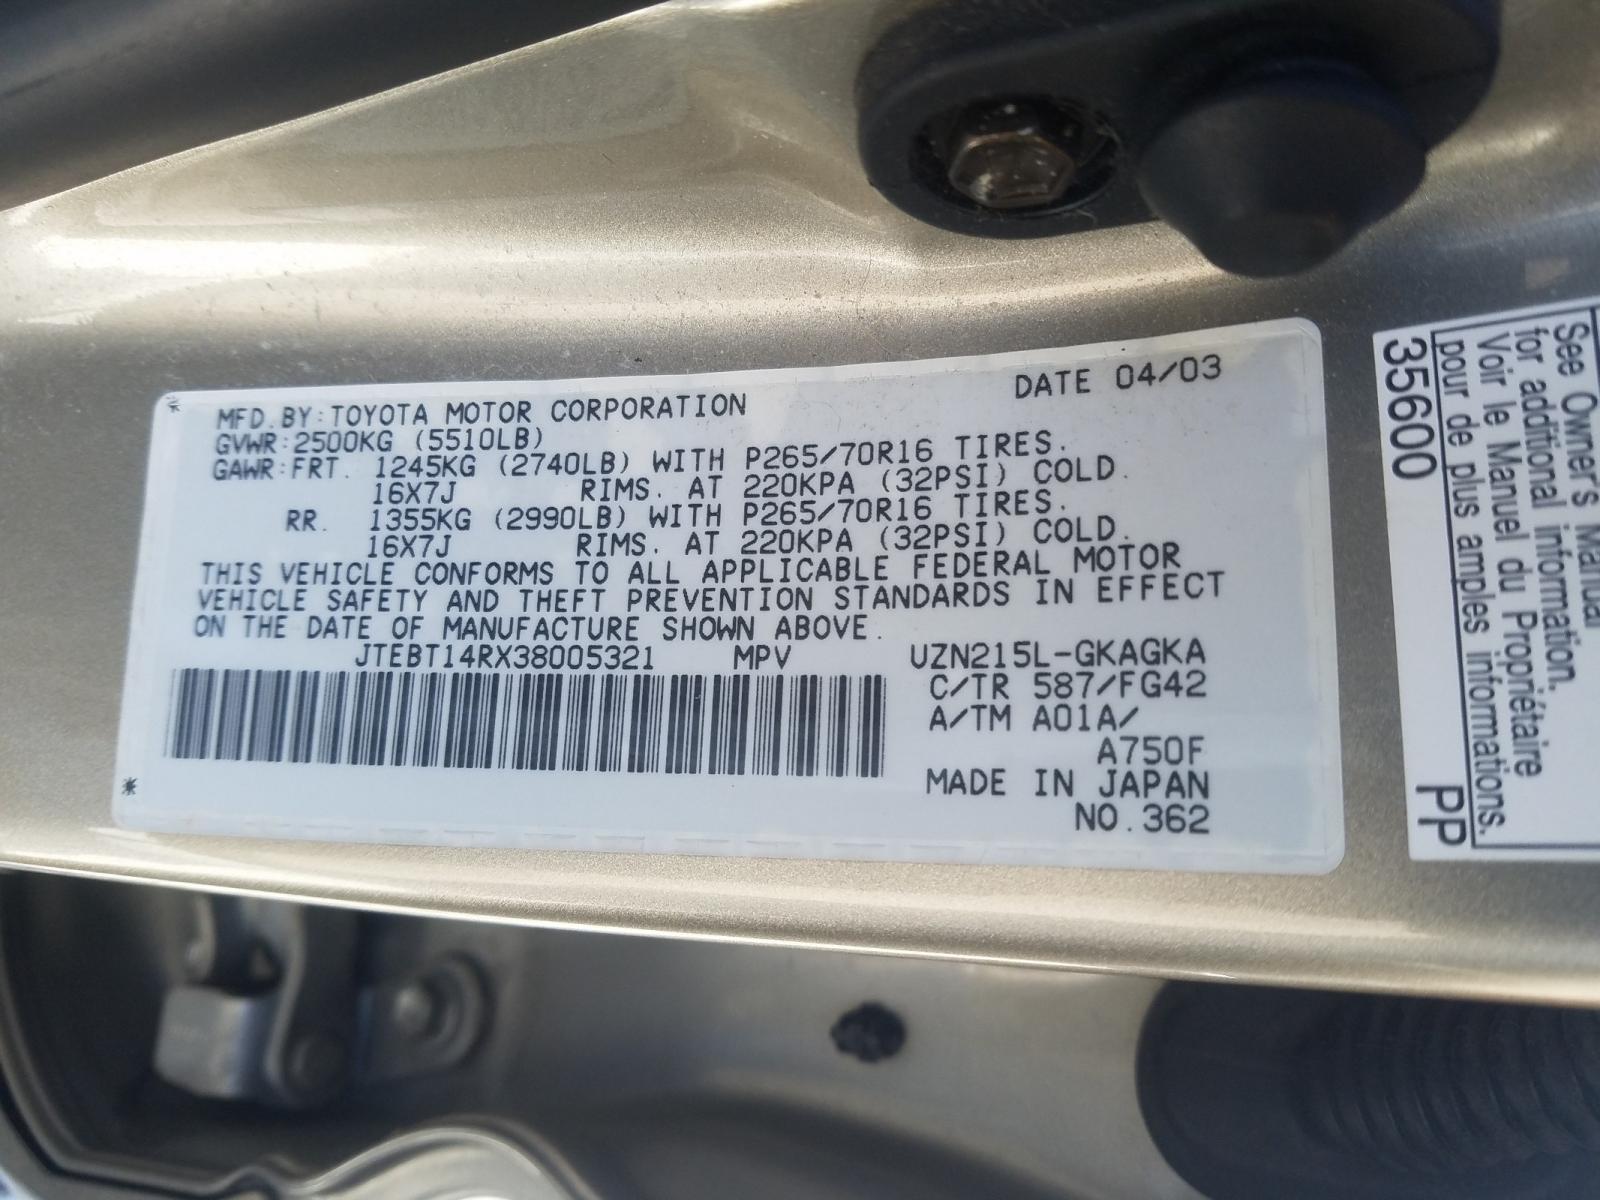 DATE 04/03
MFD.BY:TOYOTA MOTOR CORPORATION
GVWR:2500KG (5510LB)
GAWR:FRT. 1245KG (2740LB) WITH P265/70R16 TIRES.
16X7J RIMS. AT 220KPA (32PSI) COLD.
RR. 1355KG (2990LB) WITH P265/70R16 TIRES.
16X7J RIMS. AT 220KPA (32PSI) COLD.
THIS VEHICLE CONFORMS TO ALL APPLICABLE FEDERAL MOTOR
VEHICLE SAFETY AND THEFT PREVENTION STANDARDS IN EFFECT
ON THE DATE OF MANUFACTURE SHOWN ABOVE.
JTEBT14RX38005321 MPV UZN215L-GKAGKA
C/TR 587/FG42
A/TM A01A/
A750F
MADE IN JAPAN
NO.362
See Owner's Manual
for additional information.
Voir le Manuel du Propriétaire
pour de plus amples informations.
35600 PP